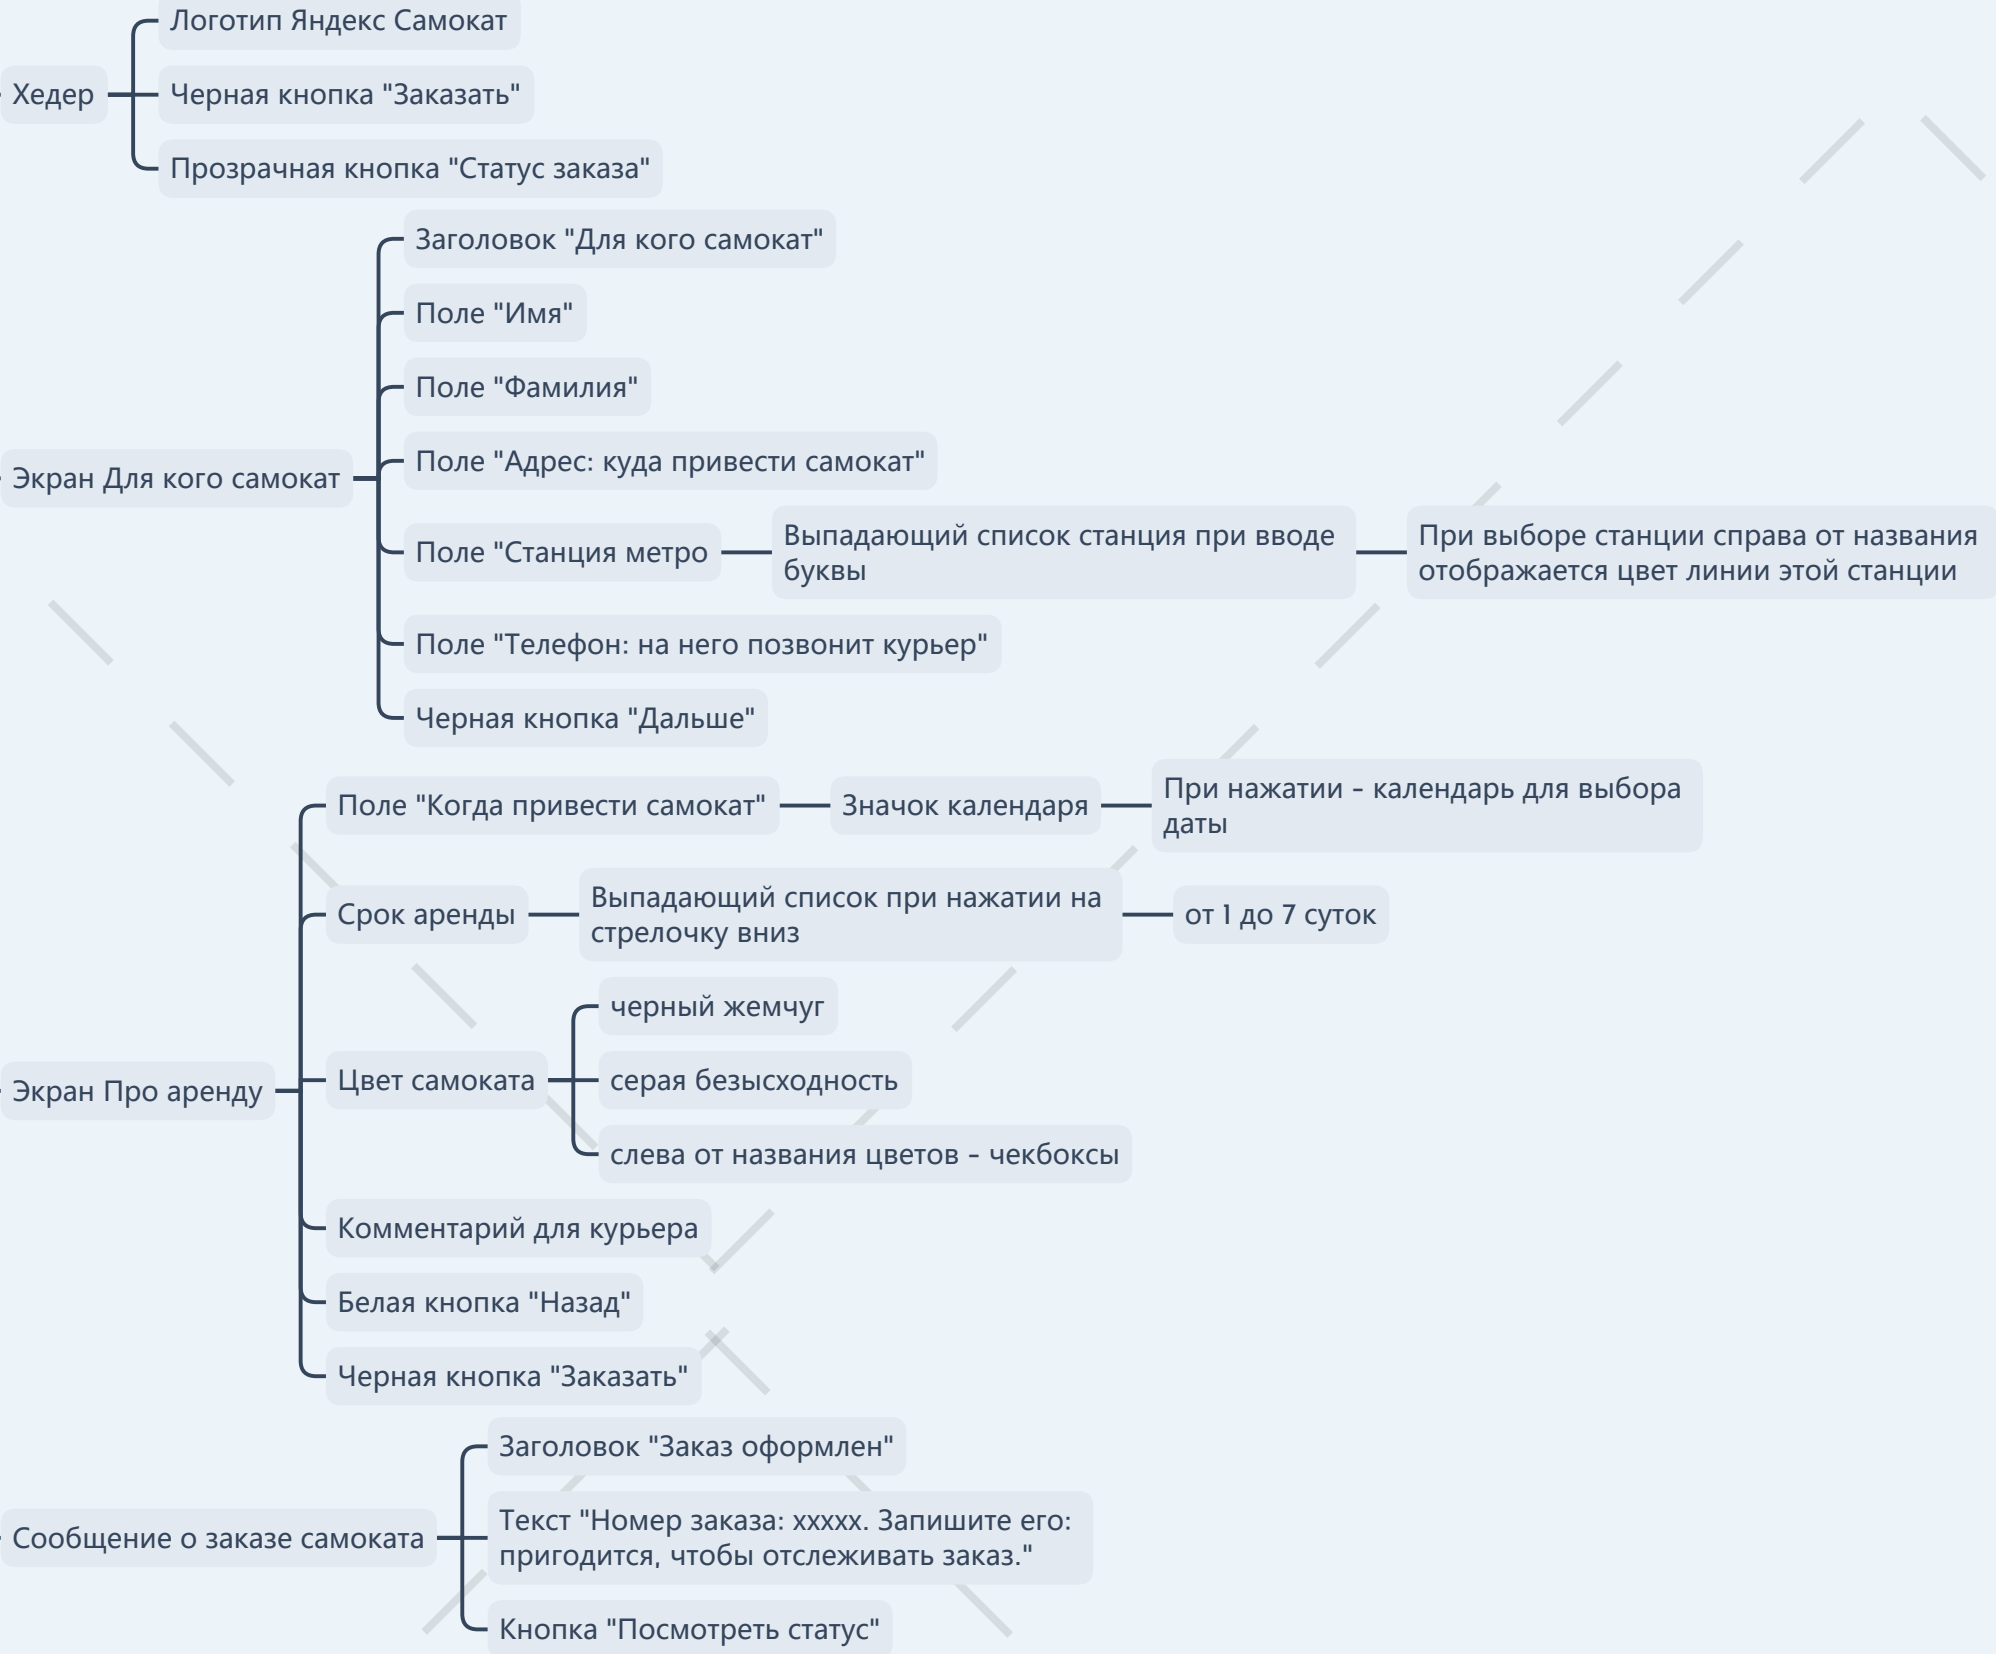 Логотип Яндекс Самокат
Хедер
Черная кнопка "Заказать"
Прозрачная кнопка "Статус заказа"
Заголовок "Для кого самокат"
Поле "Имя"
Поле "Фамилия"
Поле "Адрес: куда привести самокат"
Экран Для кого самокат
Поле "Станция метро
Выпадающий список станция при вводе
буквы
При выборе станции справа от названия
отображается цвет линии этой станции
Поле "Телефон: на него позвонит курьер"
Черная кнопка "Дальше"
Поле "Когда привести самокат"
Значок календаря
При нажатии - календарь для выбора
даты
Срок аренды
Выпадающий список при нажатии на
стрелочку вниз
от 1 до 7 суток
черный жемчуг
Экран Про аренду
Цвет самоката
серая безысходность
слева от названия цветов - чекбоксы
Комментарий для курьера
Белая кнопка "Назад"
Черная кнопка "Заказать"
Заголовок "Заказ оформлен"
Сообщение о заказе самоката
Текст "Номер заказа: ххххх. Запишите его:
пригодится, чтобы отслеживать заказ."
Кнопка "Посмотреть статус"